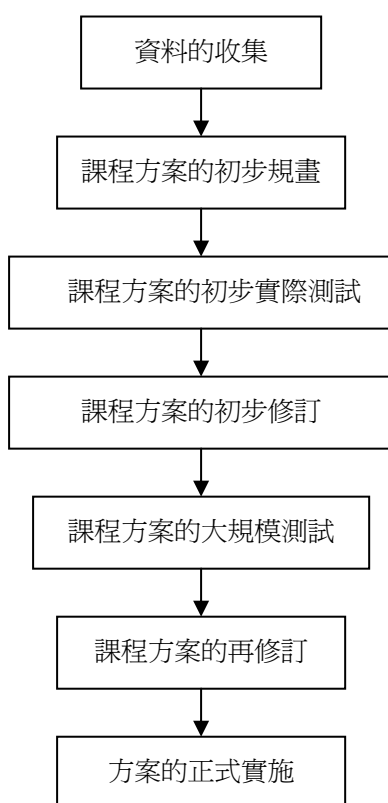 資料的收集
課程方案的初步規畫
課程方案的初步實際測試
課程方案的初步修訂
課程方案的大規模測試
課程方案的再修訂
方案的正式實施